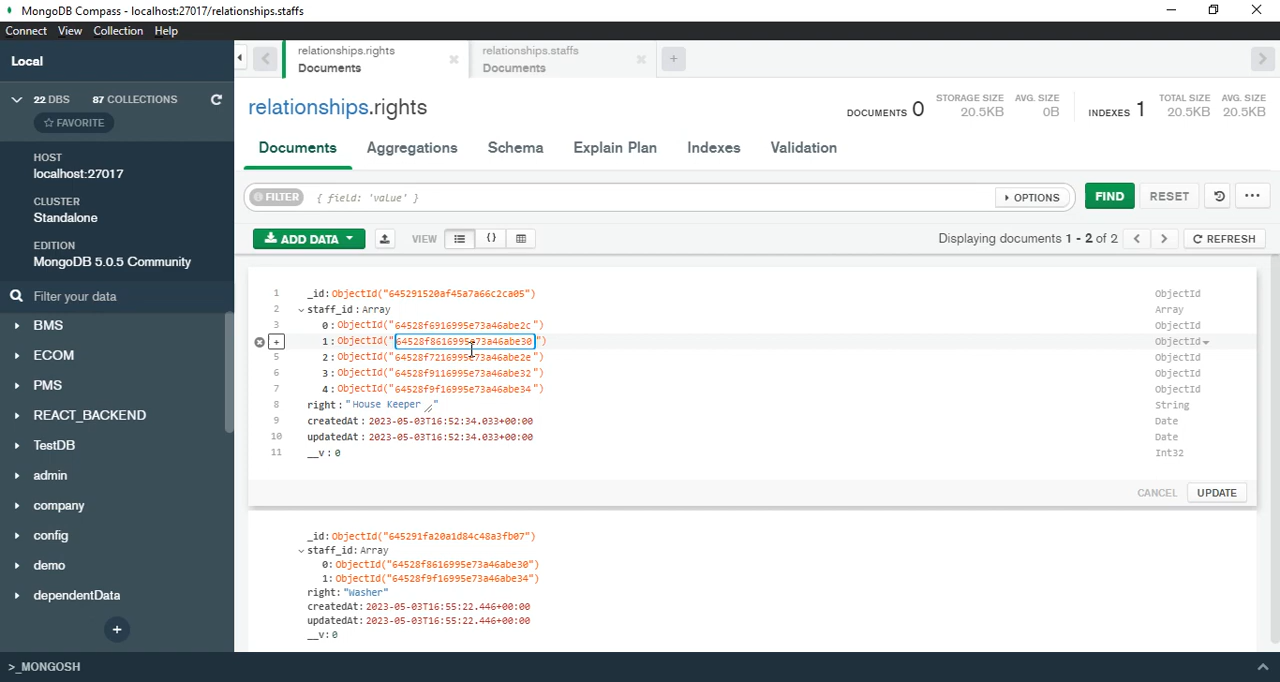 MongoDB Compass - localhost:27017/relationships.staffs
Connect View Collection Help
Local
22 DBS 87 COLLECTIONS
☆ FAVORITE
HOST
localhost:27017
CLUSTER
Standalone
EDITION
MongoDB 5.0.5 Community
Filter your data
BMS
ECOM
PMS
REACT_BACKEND
TestDB
admin
company
config
demo
dependentData
+
>_MONGOSH
relationships.rights
Documents
relationships.staffs
Documents
+
relationships.rights
DOCUMENTS 0 STORAGE SIZE 20.5KB AVG. SIZE 0B INDEXES 1 TOTAL SIZE 20.5KB AVG. SIZE 20.5KB
Documents Aggregations Schema Explain Plan Indexes Validation
FILTER { field: 'value' } OPTIONS FIND RESET ...
ADD DATA VIEW {} Displaying documents 1 - 2 of 2 < > REFRESH
1 _id: ObjectId("645291520af45a7a66c2ca05") ObjectId
2 staff_id : Array Array
3 0 : ObjectId("64528f6916995e73a46abe2c") ObjectId
+ 1 : ObjectId("64528f8616995e73a46abe30") ObjectId
5 2 : ObjectId("64528f7216995e73a46abe2e") ObjectId
6 3 : ObjectId("64528f9116995e73a46abe32") ObjectId
7 4 : ObjectId("64528f9f16995e73a46abe34") ObjectId
8 right : "House Keeper" String
9 createdAt : 2023-05-03T16:52:34.033+00:00 Date
10 updatedAt : 2023-05-03T16:52:34.033+00:00 Date
11 __v : 0 Int32
CANCEL UPDATE
_id: ObjectId("645291fa20a1d84c48a3fb07")
staff_id: Array
0: ObjectId("64528f8616995e73a46abe30")
1: ObjectId("64528f9f16995e73a46abe34")
right: "Washer"
createdAt: 2023-05-03T16:55:22.446+00:00
updatedAt: 2023-05-03T16:55:22.446+00:00
__v: 0